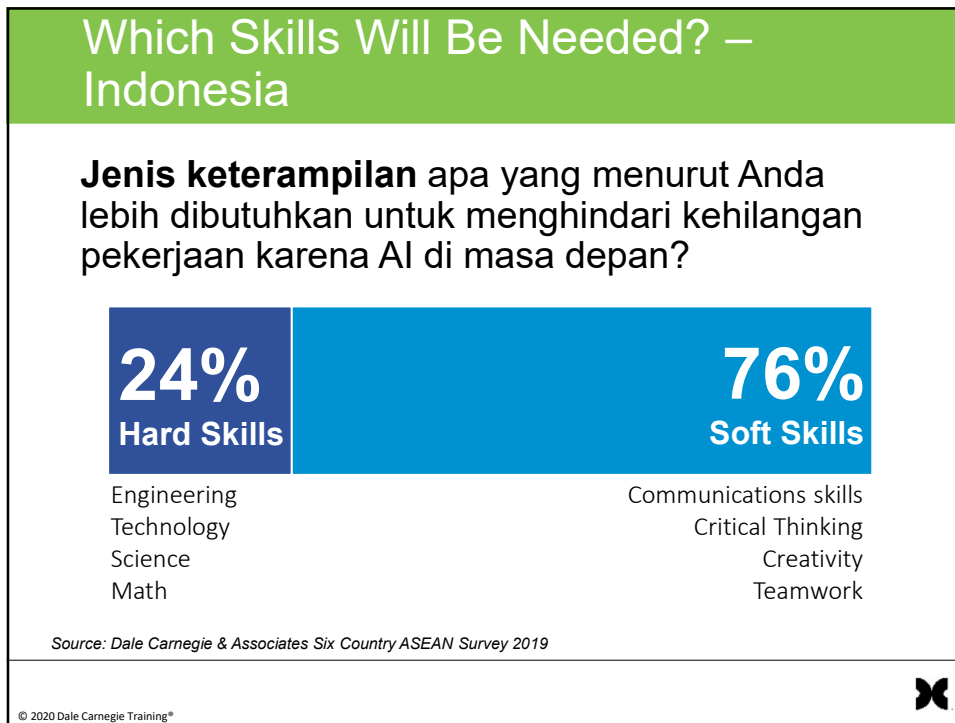 Which Skills Will Be Needed? –
Indonesia
Jenis keterampilan apa yang menurut Anda
lebih dibutuhkan untuk menghindari kehilangan
pekerjaan karena AI di masa depan?
24%
Hard Skills
76%
Soft Skills
Engineering
Technology
Science
Math
Communications skills
Critical Thinking
Creativity
Teamwork
Source: Dale Carnegie & Associates Six Country ASEAN Survey 2019
© 2020 Dale Carnegie Training®